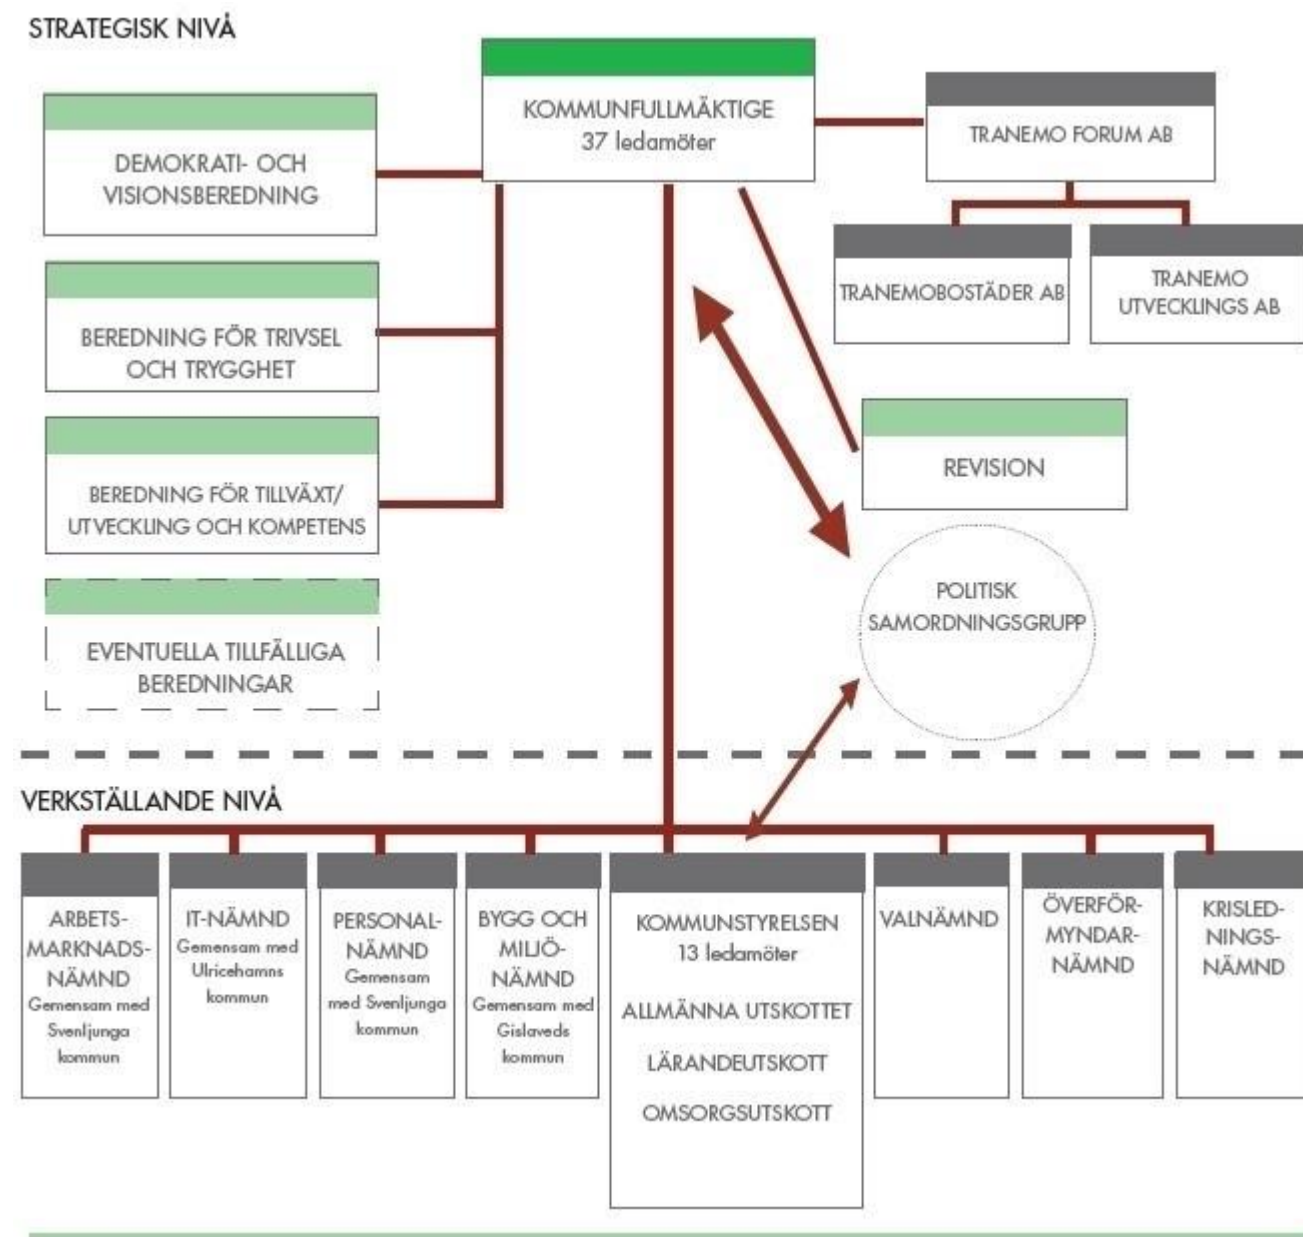 STRATEGISK NIVÅ
KOMMUNFULLMÄKTIGE
37 ledamöter
TRANEMO FORUM AB
DEMOKRATI- OCH
VISIONSBEREDNING
TRANEMOBOSTÄDER AB
TRANEMO
UTVECKLINGS AB
BEREDNING FÖR TRIVSEL
OCH TRYGGHET
REVISION
BEREDNING FÖR TILLVÄXT/
UTVECKLING OCH KOMPETENS
POLITISK
SAMORDNINGSGRUPP
EVENTUELLA TILLFÄLLIGA
BEREDNINGAR
VERKSTÄLLANDE NIVÅ
ARBETS-
MARKNADS-
NÄMND
Gemensam med
Svenljunga
kommun
IT-NÄMND
Gemensam med
Ulricehamns
kommun
PERSONAL-
NÄMND
Gemensam
med Svenljunga
kommun
BYGG OCH
MILJÖ-
NÄMND
Gemensam med
Gislaveds
kommun
KOMMUNSTYRELSEN
13 ledamöter
ALLMÄNNA UTSKOTTET
LÄRANDEUTSKOTT
OMSORGSUTSKOTT
VALNÄMND
ÖVERFÖR-
MYNDAR-
NÄMND
KRISLED-
NINGS-
NÄMND